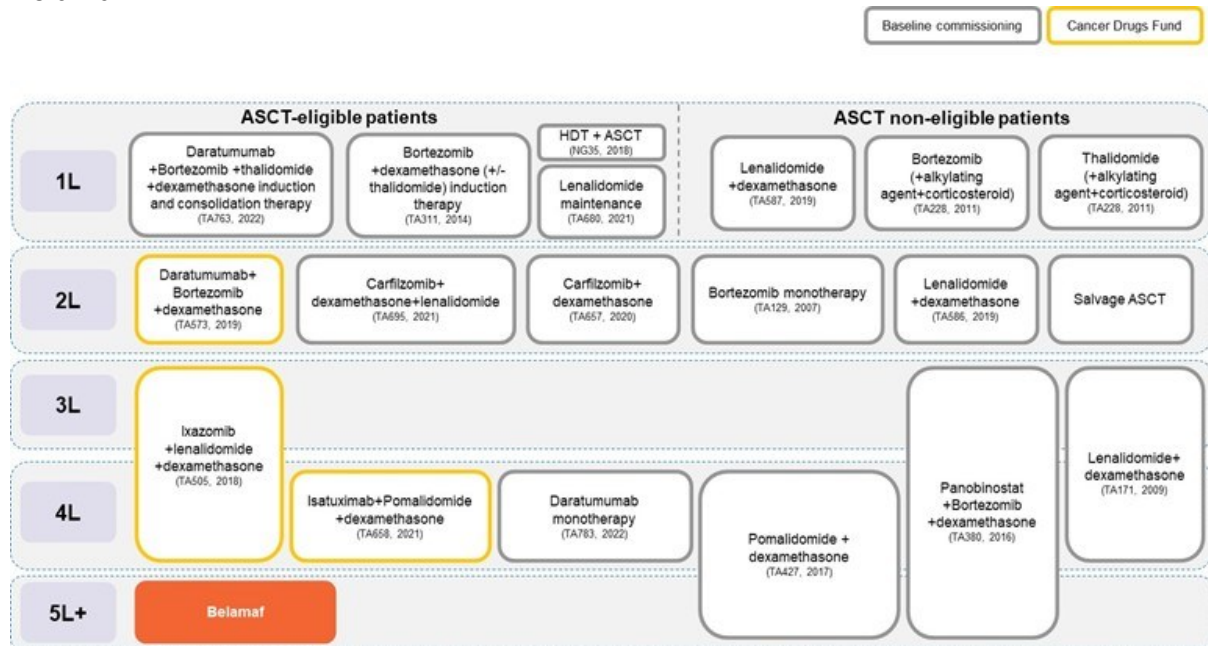 Baseline commissioning
Cancer Drugs Fund
ASCT-eligible patients
ASCT non-eligible patients
1L
Daratumumab
+Bortezomib +thalidomide
+dexamethasone induction
and consolidation therapy
(TA763, 2022)
Bortezomib
+dexamethasone (+/-
thalidomide) induction
therapy
(TA311, 2014)
HDT + ASCT
(NG35, 2018)
Lenalidomide
maintenance
(TA680, 2021)
Lenalidomide
+dexamethasone
(TA587, 2019)
Bortezomib
(+alkylating
agent+corticosteroid)
(TA228, 2011)
Thalidomide
(+alkylating
agent+corticosteroid)
(TA228, 2011)
2L
Daratumumab+
Bortezomib
+dexamethasone
(TA573, 2019)
Carfilzomib+
dexamethasone+lenalidomide
(TA695, 2021)
Carfilzomib+
dexamethasone
(TA657, 2020)
Bortezomib monotherapy
(TA129, 2007)
Lenalidomide
+dexamethasone
(TA586, 2019)
Salvage ASCT
3L
Ixazomib
+lenalidomide
+dexamethasone
(TA505, 2018)
Lenalidomide+
dexamethasone
(TA171, 2009)
4L
Isatuximab+Pomalidomide
+dexamethasone
(TA658, 2021)
Daratumumab
monotherapy
(TA783, 2022)
Pomalidomide +
dexamethasone
(TA427, 2017)
Panobinostat
+Bortezomib
+dexamethasone
(TA380, 2016)
5L+
Belamaf